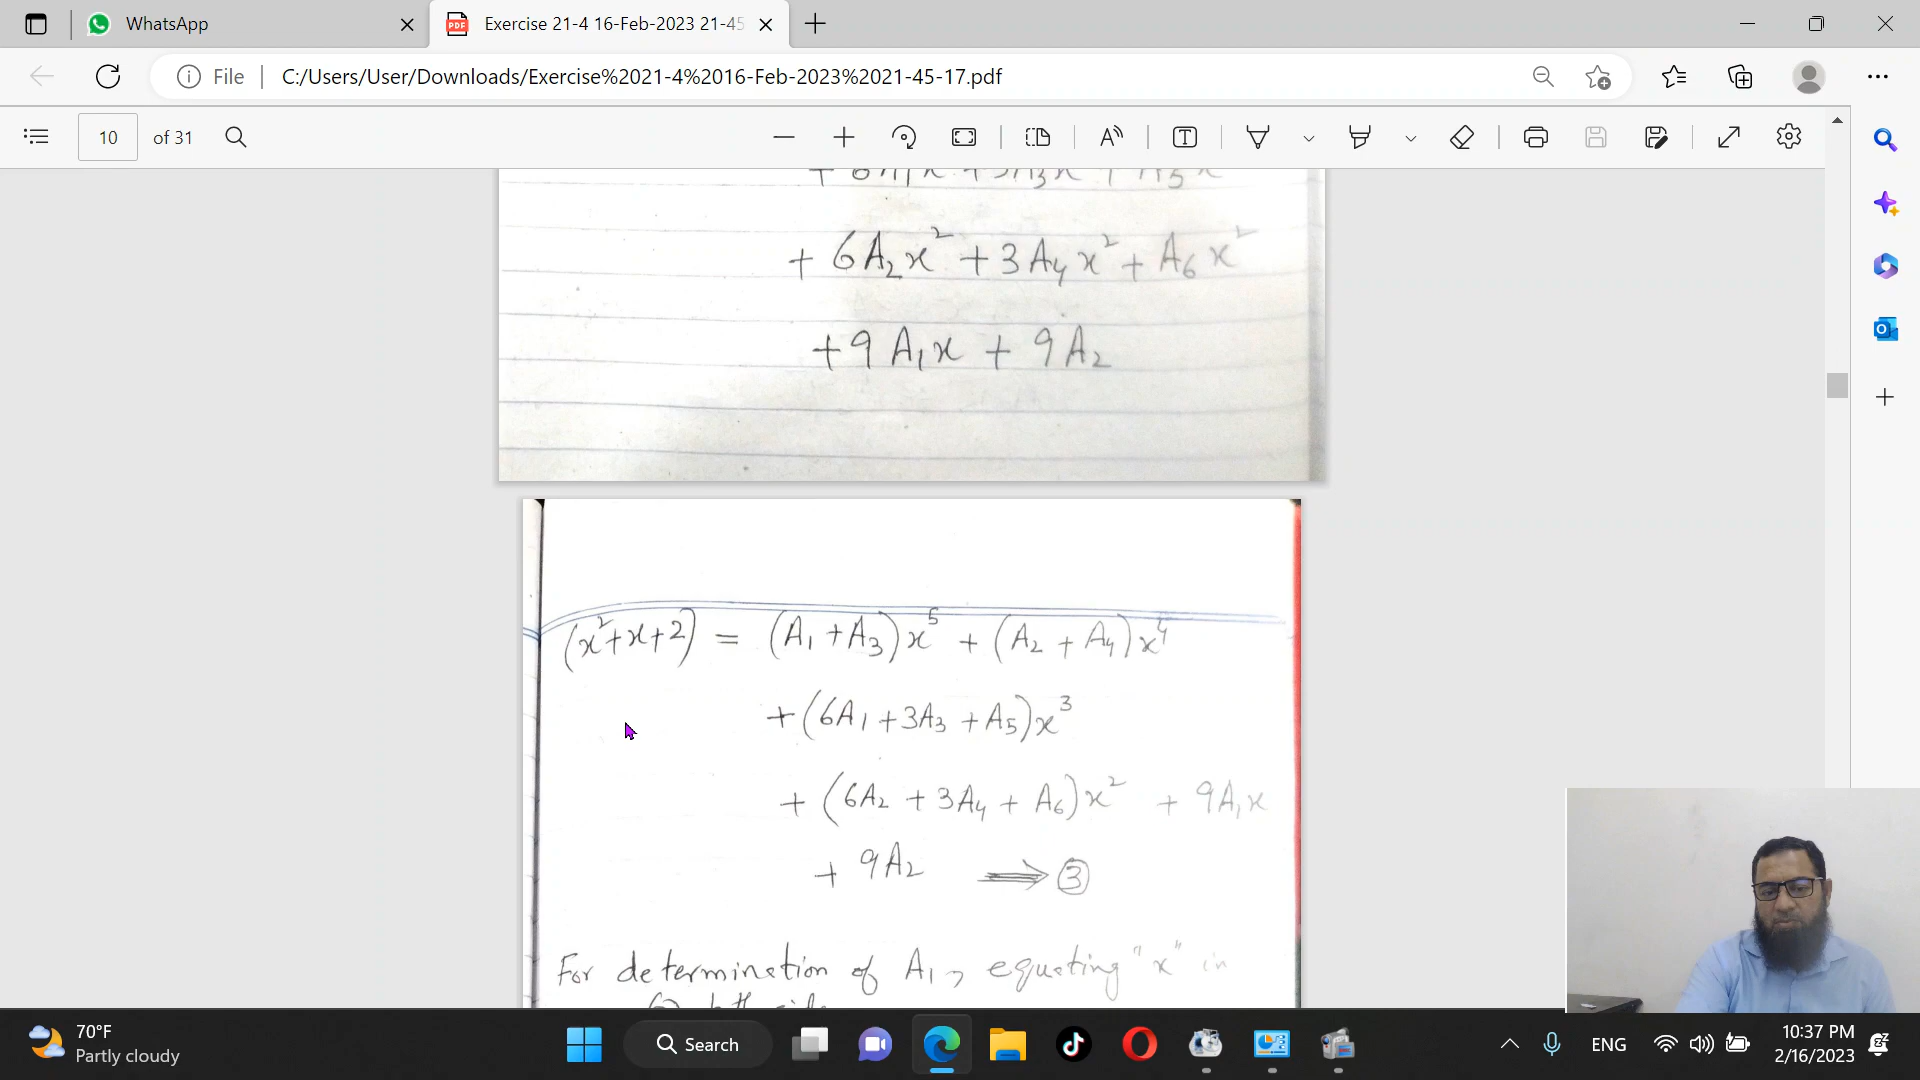 WhatsApp
Exercise 21-4 16-Feb-2023 21-45
File
C:/Users/User/Downloads/Exercise%2021-4%2016-Feb-2023%2021-45-17.pdf
10 of 31
+ 6A₂x² + 3A₄x² + A₆x²
+ 9A₁x + 9A₂
(x²+x+2) = (A₁ + A₃)x⁵ + (A₂ + A₄)x⁴
+ (6A₁ + 3A₃ + A₅)x³
+ (6A₂ + 3A₄ + A₆)x² + 9A₁x
+ 9A₂ ⟹ ③
For determination of A₁, equating "x" in
70°F
Partly cloudy
Search
ENG
10:37 PM
2/16/2023